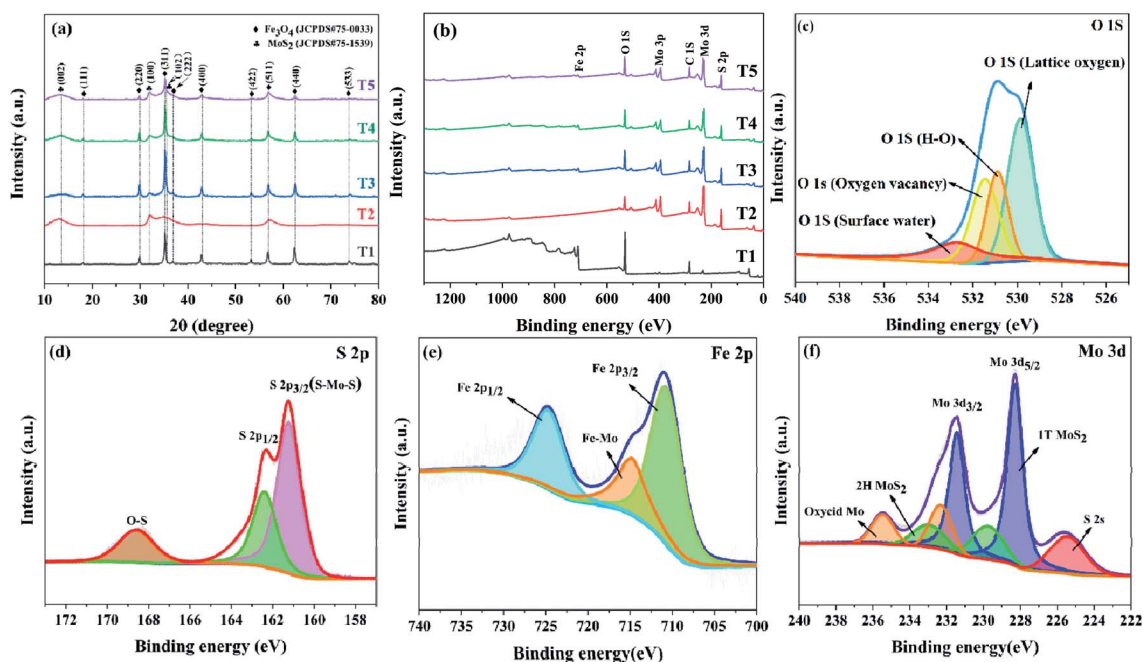 (a)
♦ Fe3O4 (JCPDS#75-0033)
♣ MoS2 (JCPDS#75-1539)
(002)
(111)
(220)
(100)
(311)
(102)
(222)
(400)
(422)
(511)
(440)
(533)
T5
T4
T3
T2
T1
Intensity (a.u.)
10 20 30 40 50 60 70 80
2θ (degree)
(b)
Fe 2p
O 1S
Mo 3p
C 1S
Mo 3d
S 2p
T5
T4
T3
T2
T1
Intensity (a.u.)
1200 1000 800 600 400 200 0
Binding energy (eV)
(c)
O 1S
O 1S (Lattice oxygen)
O 1S (H-O)
O 1s (Oxygen vacancy)
O 1S (Surface water)
Intensity (a.u.)
540 538 536 534 532 530 528 526
Binding energy (eV)
(d)
S 2p
S 2p3/2(S-Mo-S)
S 2p1/2
O-S
Intensity (a.u.)
172 170 168 166 164 162 160 158
Binding energy (eV)
(e)
Fe 2p
Fe 2p3/2
Fe 2p1/2
Fe-Mo
Intensity (a.u.)
740 735 730 725 720 715 710 705 700
Binding energy(eV)
(f)
Mo 3d
Mo 3d5/2
Mo 3d3/2
1T MoS2
2H MoS2
Oxycid Mo
S 2s
Intensity (a.u.)
240 238 236 234 232 230 228 226 224 222
Binding energy(eV)